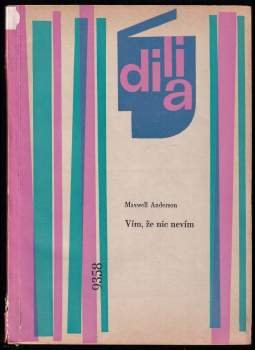 dilia
Maxwell Anderson
Vím, že nic nevím
9358